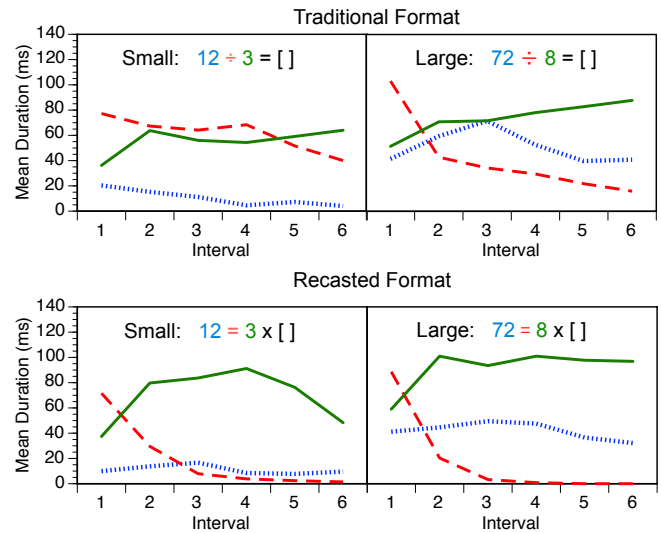 Traditional Format
Mean Duration (ms)
140
120
100
80
60
40
20
0
Small: 12 ÷ 3 = [ ]
Large: 72 ÷ 8 = [ ]
1 2 3 4 5 6
1 2 3 4 5 6
Interval
Interval
Recasted Format
Mean Duration (ms)
140
120
100
80
60
40
20
0
Small: 12 = 3 x [ ]
Large: 72 = 8 x [ ]
1 2 3 4 5 6
1 2 3 4 5 6
Interval
Interval